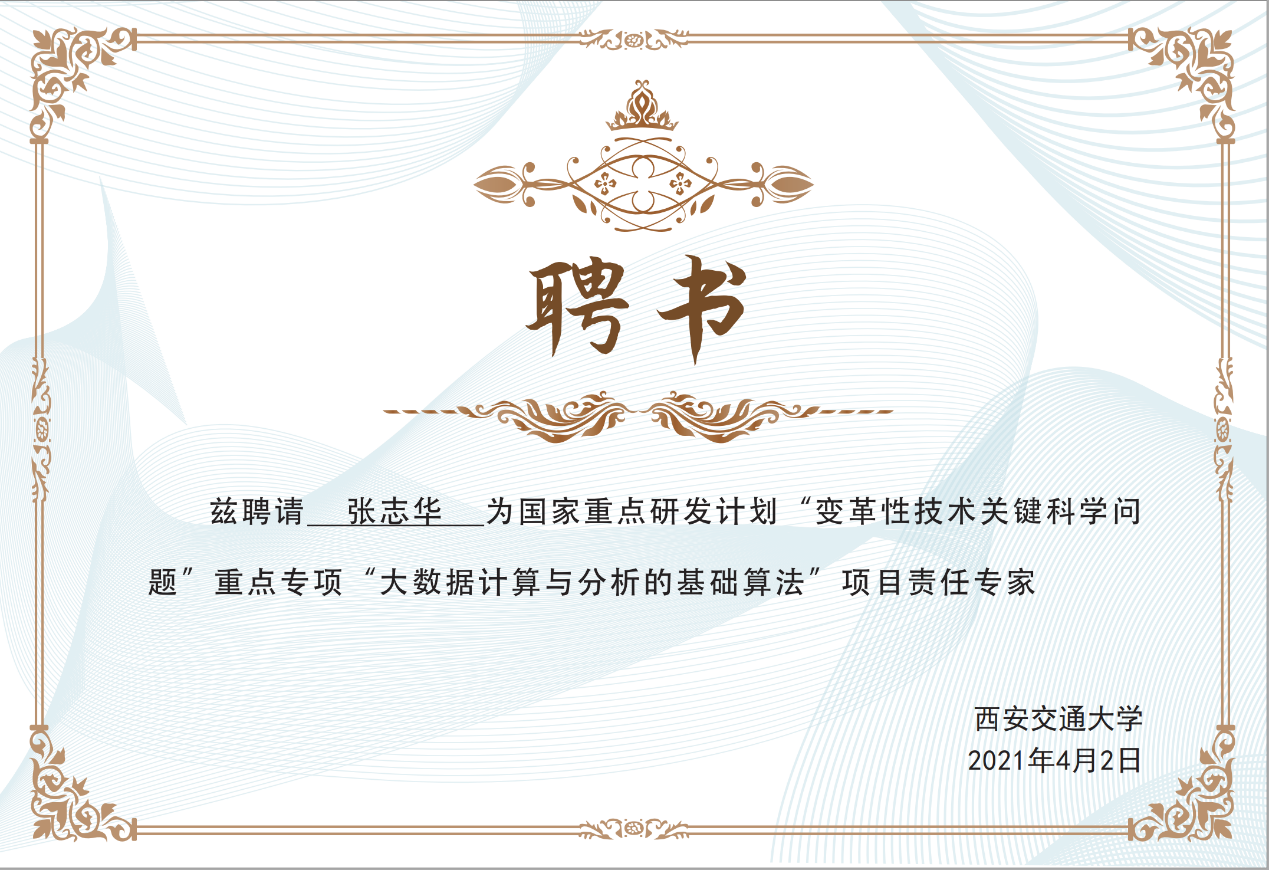 聘书
兹聘请 张志华 为国家重点研发计划“变革性技术关键科学问
题”重点专项“大数据计算与分析的基础算法”项目责任专家
西安交通大学
2021年4月2日